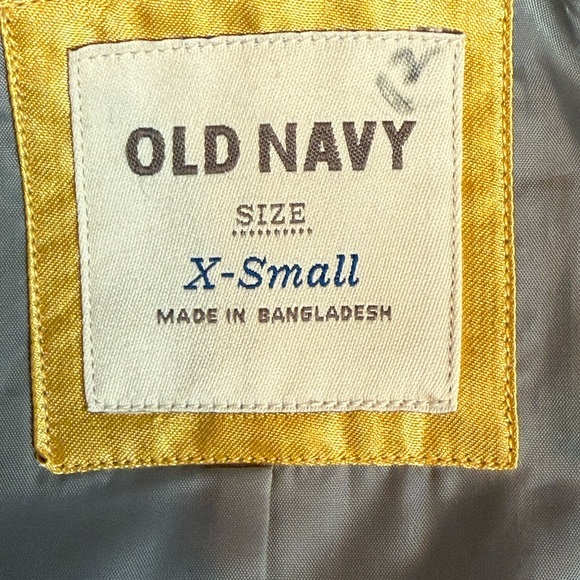 12
OLD NAVY
SIZE
X-Small
MADE IN BANGLADESH